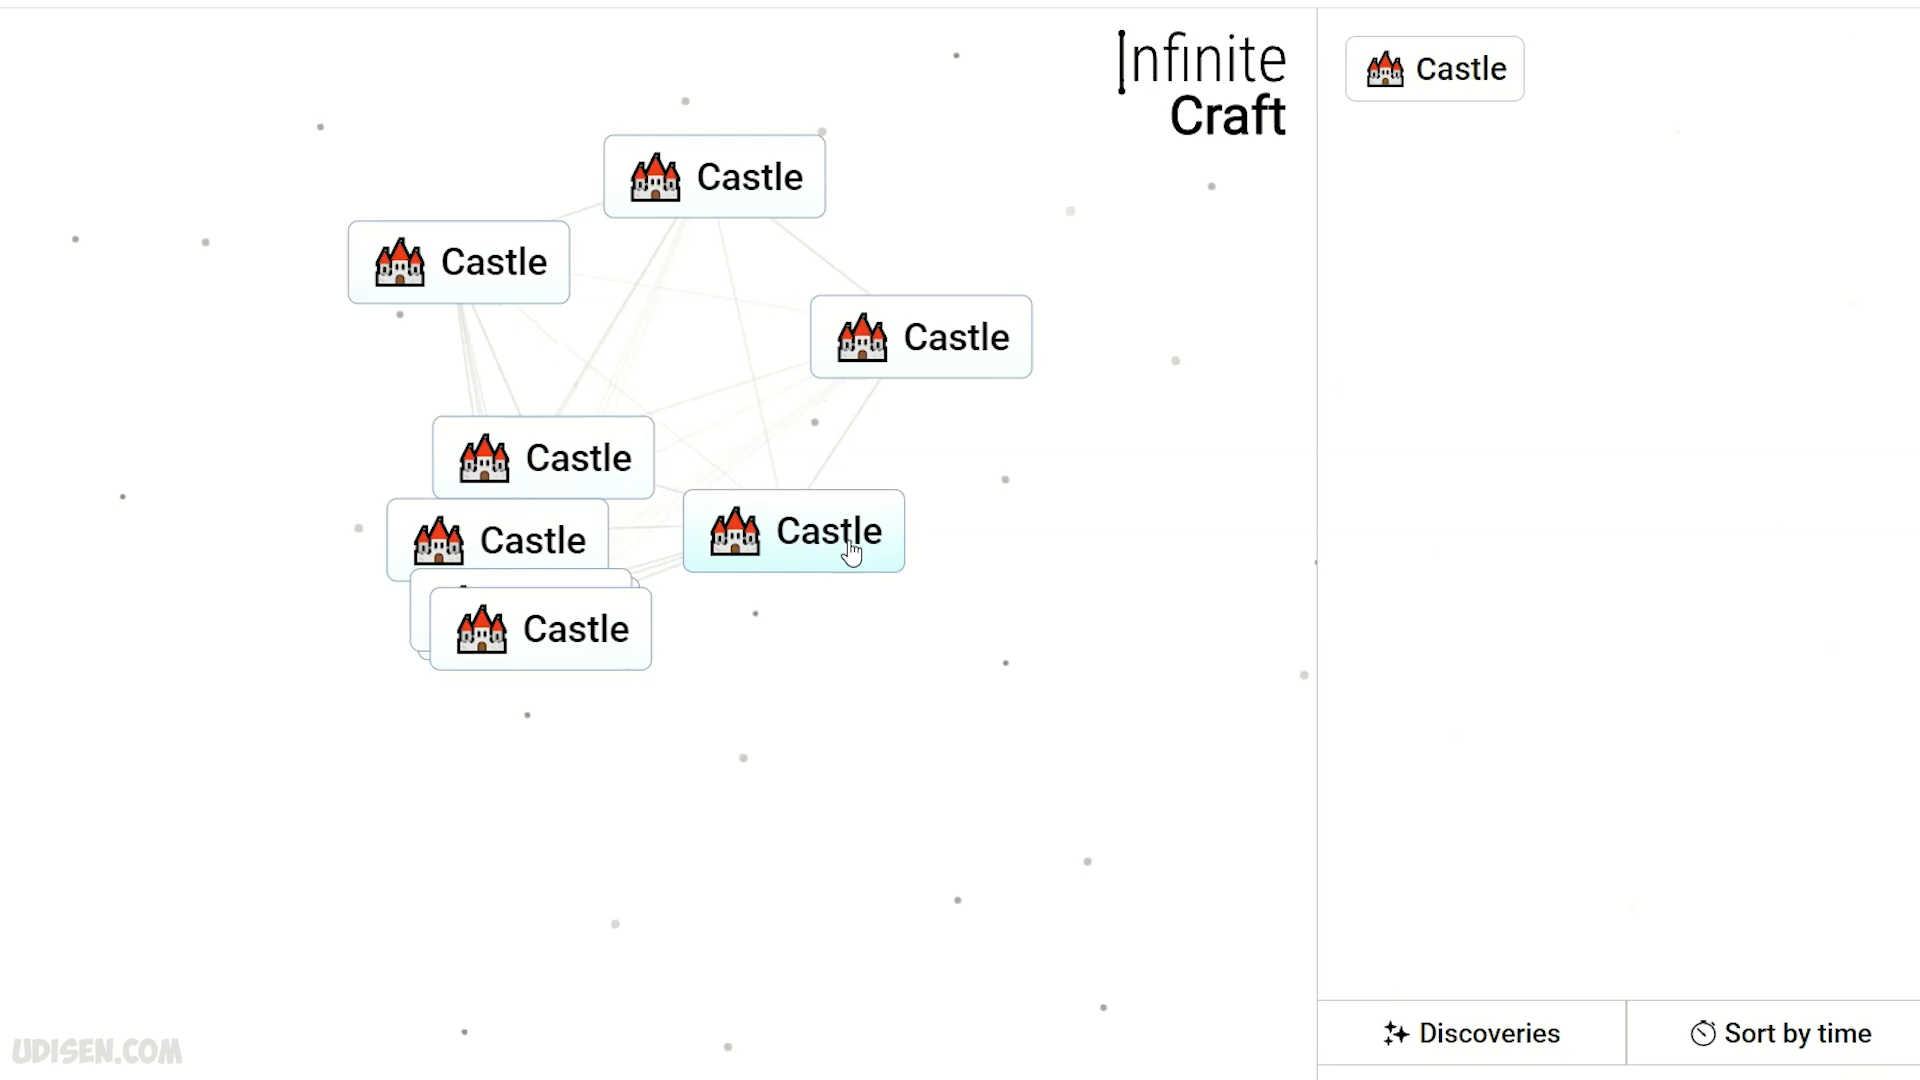 Infinite
Craft
Castle
Castle
Castle
Castle
Castle
Castle
Castle
Castle
Discoveries
Sort by time
UDISEN.COM